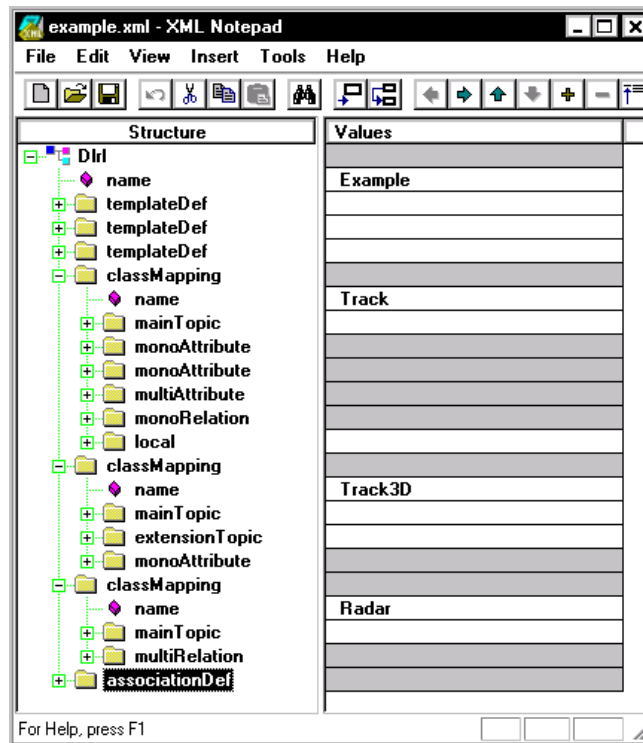 example.xml - XML Notepad
File Edit View Insert Tools Help
Structure Values
Dlrl
name Example
templateDef
templateDef
templateDef
classMapping
name Track
mainTopic
monoAttribute
monoAttribute
multiAttribute
monoRelation
local
classMapping
name Track3D
mainTopic
extensionTopic
monoAttribute
classMapping
name Radar
mainTopic
multiRelation
associationDef
For Help, press F1